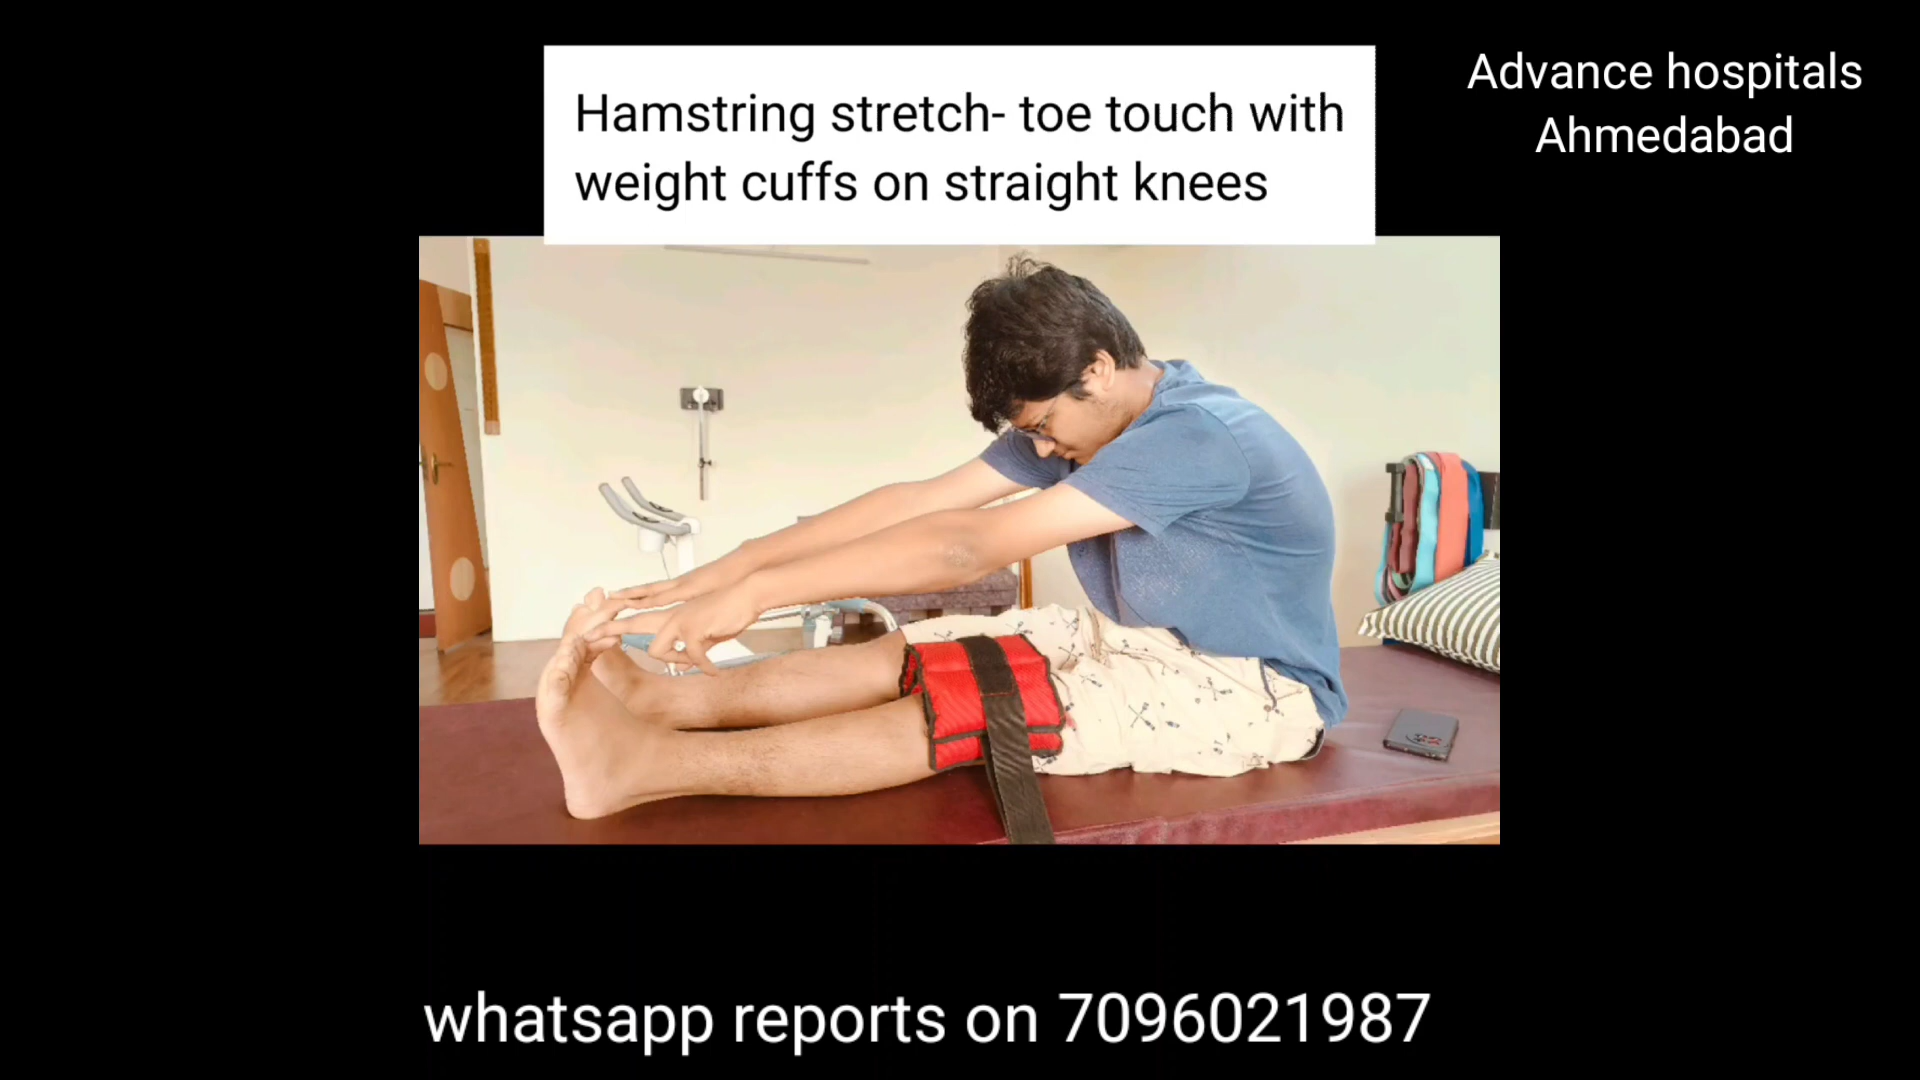 Hamstring stretch- toe touch with
weight cuffs on straight knees
Advance hospitals
Ahmedabad
whatsapp reports on 7096021987